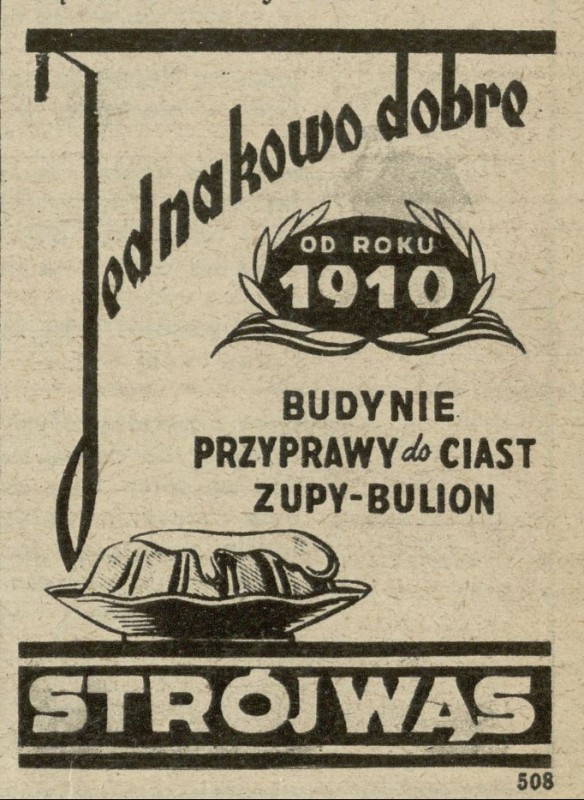 Jednakowo dobre
OD ROKU
1910
BUDYNIE
PRZYPRAWY do CIAST
ZUPY-BULION
STRÓJWĄS
508